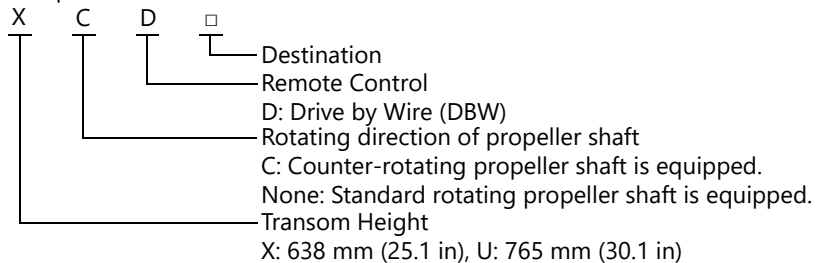 X C D □
Destination
Remote Control
D: Drive by Wire (DBW)
Rotating direction of propeller shaft
C: Counter-rotating propeller shaft is equipped.
None: Standard rotating propeller shaft is equipped.
Transom Height
X: 638 mm (25.1 in), U: 765 mm (30.1 in)